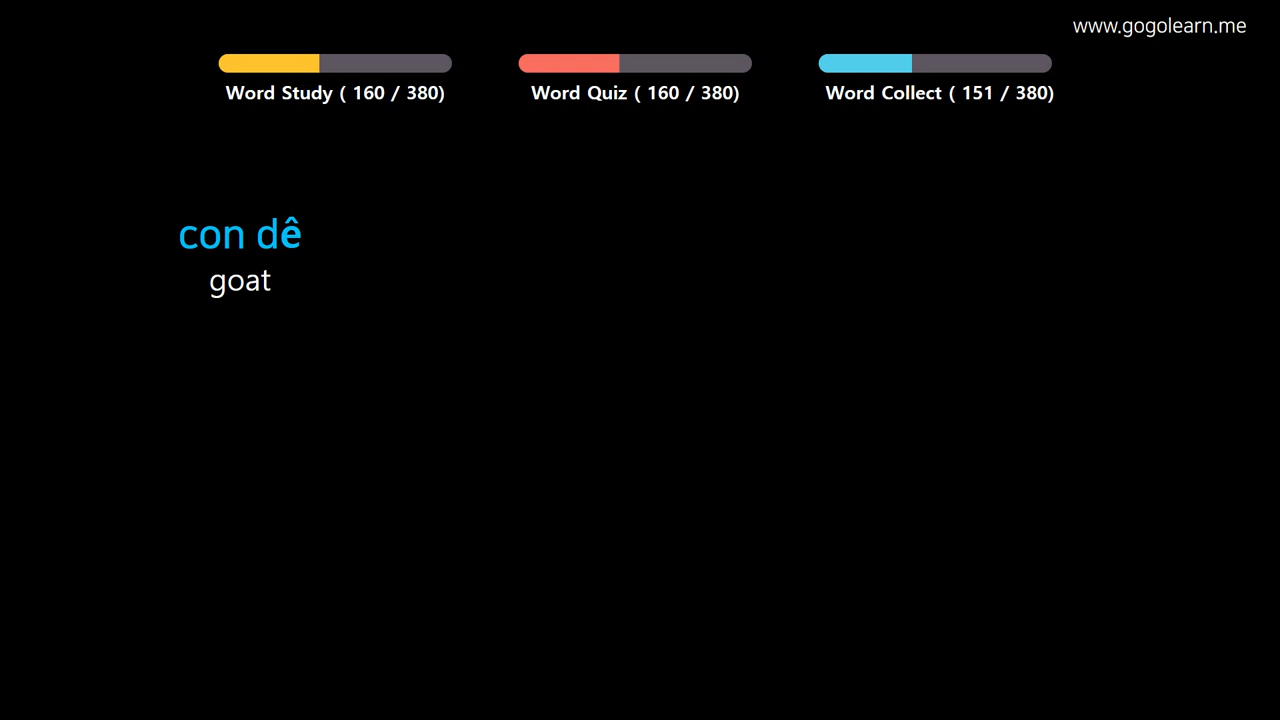 www.gogolearn.me
Word Study ( 160 / 380)
Word Quiz ( 160 / 380)
Word Collect ( 151 / 380)
con dê
goat